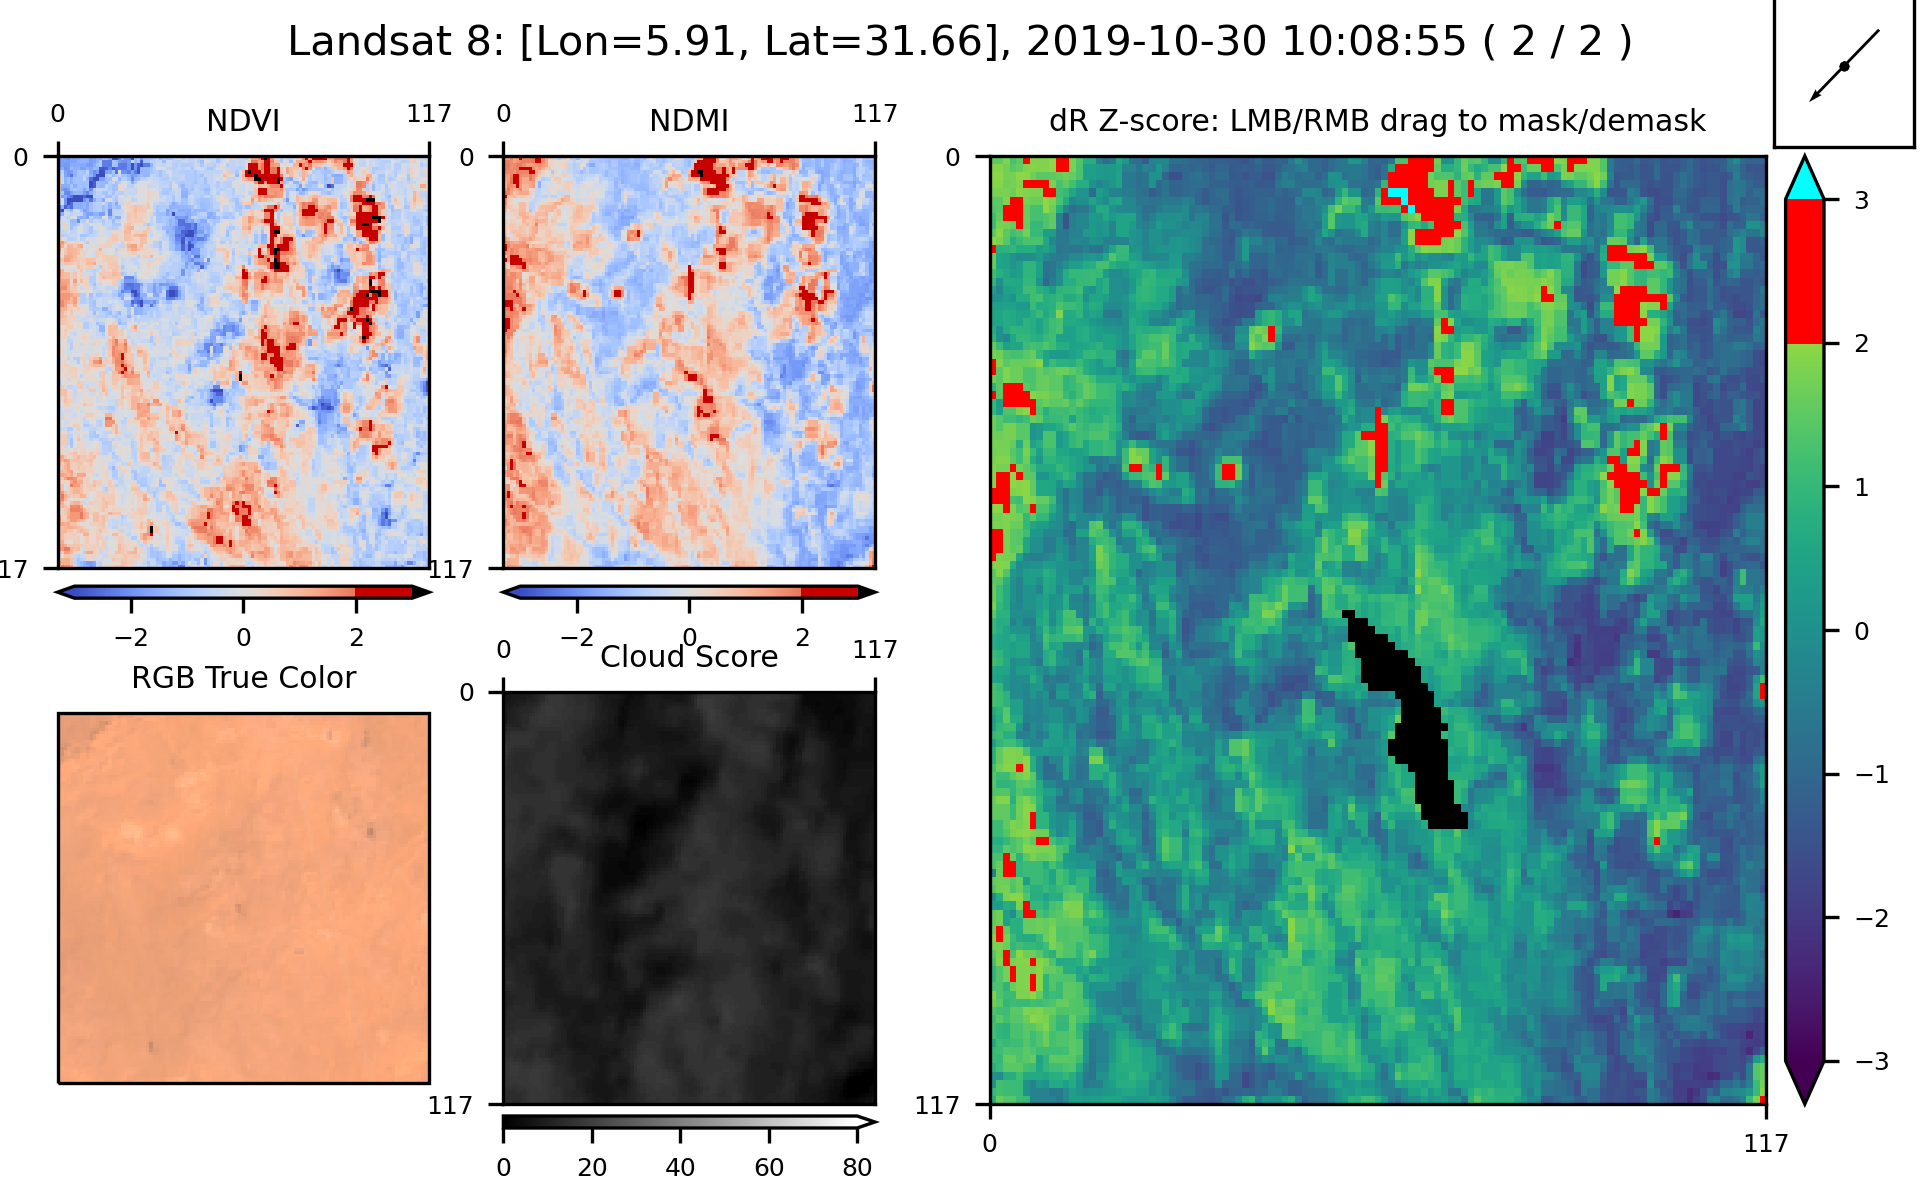 Landsat 8: [Lon=5.91, Lat=31.66], 2019-10-30 10:08:55 ( 2 / 2 )
0 NDVI 117
0
17
−2 0 2
0 NDMI 117
0
117
−2 0 2
RGB True Color
0 Cloud Score 117
0
117
0 20 40 60 80
dR Z-score: LMB/RMB drag to mask/demask
0
117
0 117
3
2
1
0
−1
−2
−3